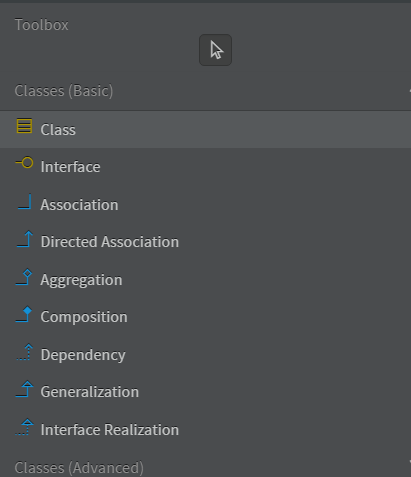 Toolbox
Classes (Basic)
Class
Interface
Association
Directed Association
Aggregation
Composition
Dependency
Generalization
Interface Realization
Classes (Advanced)